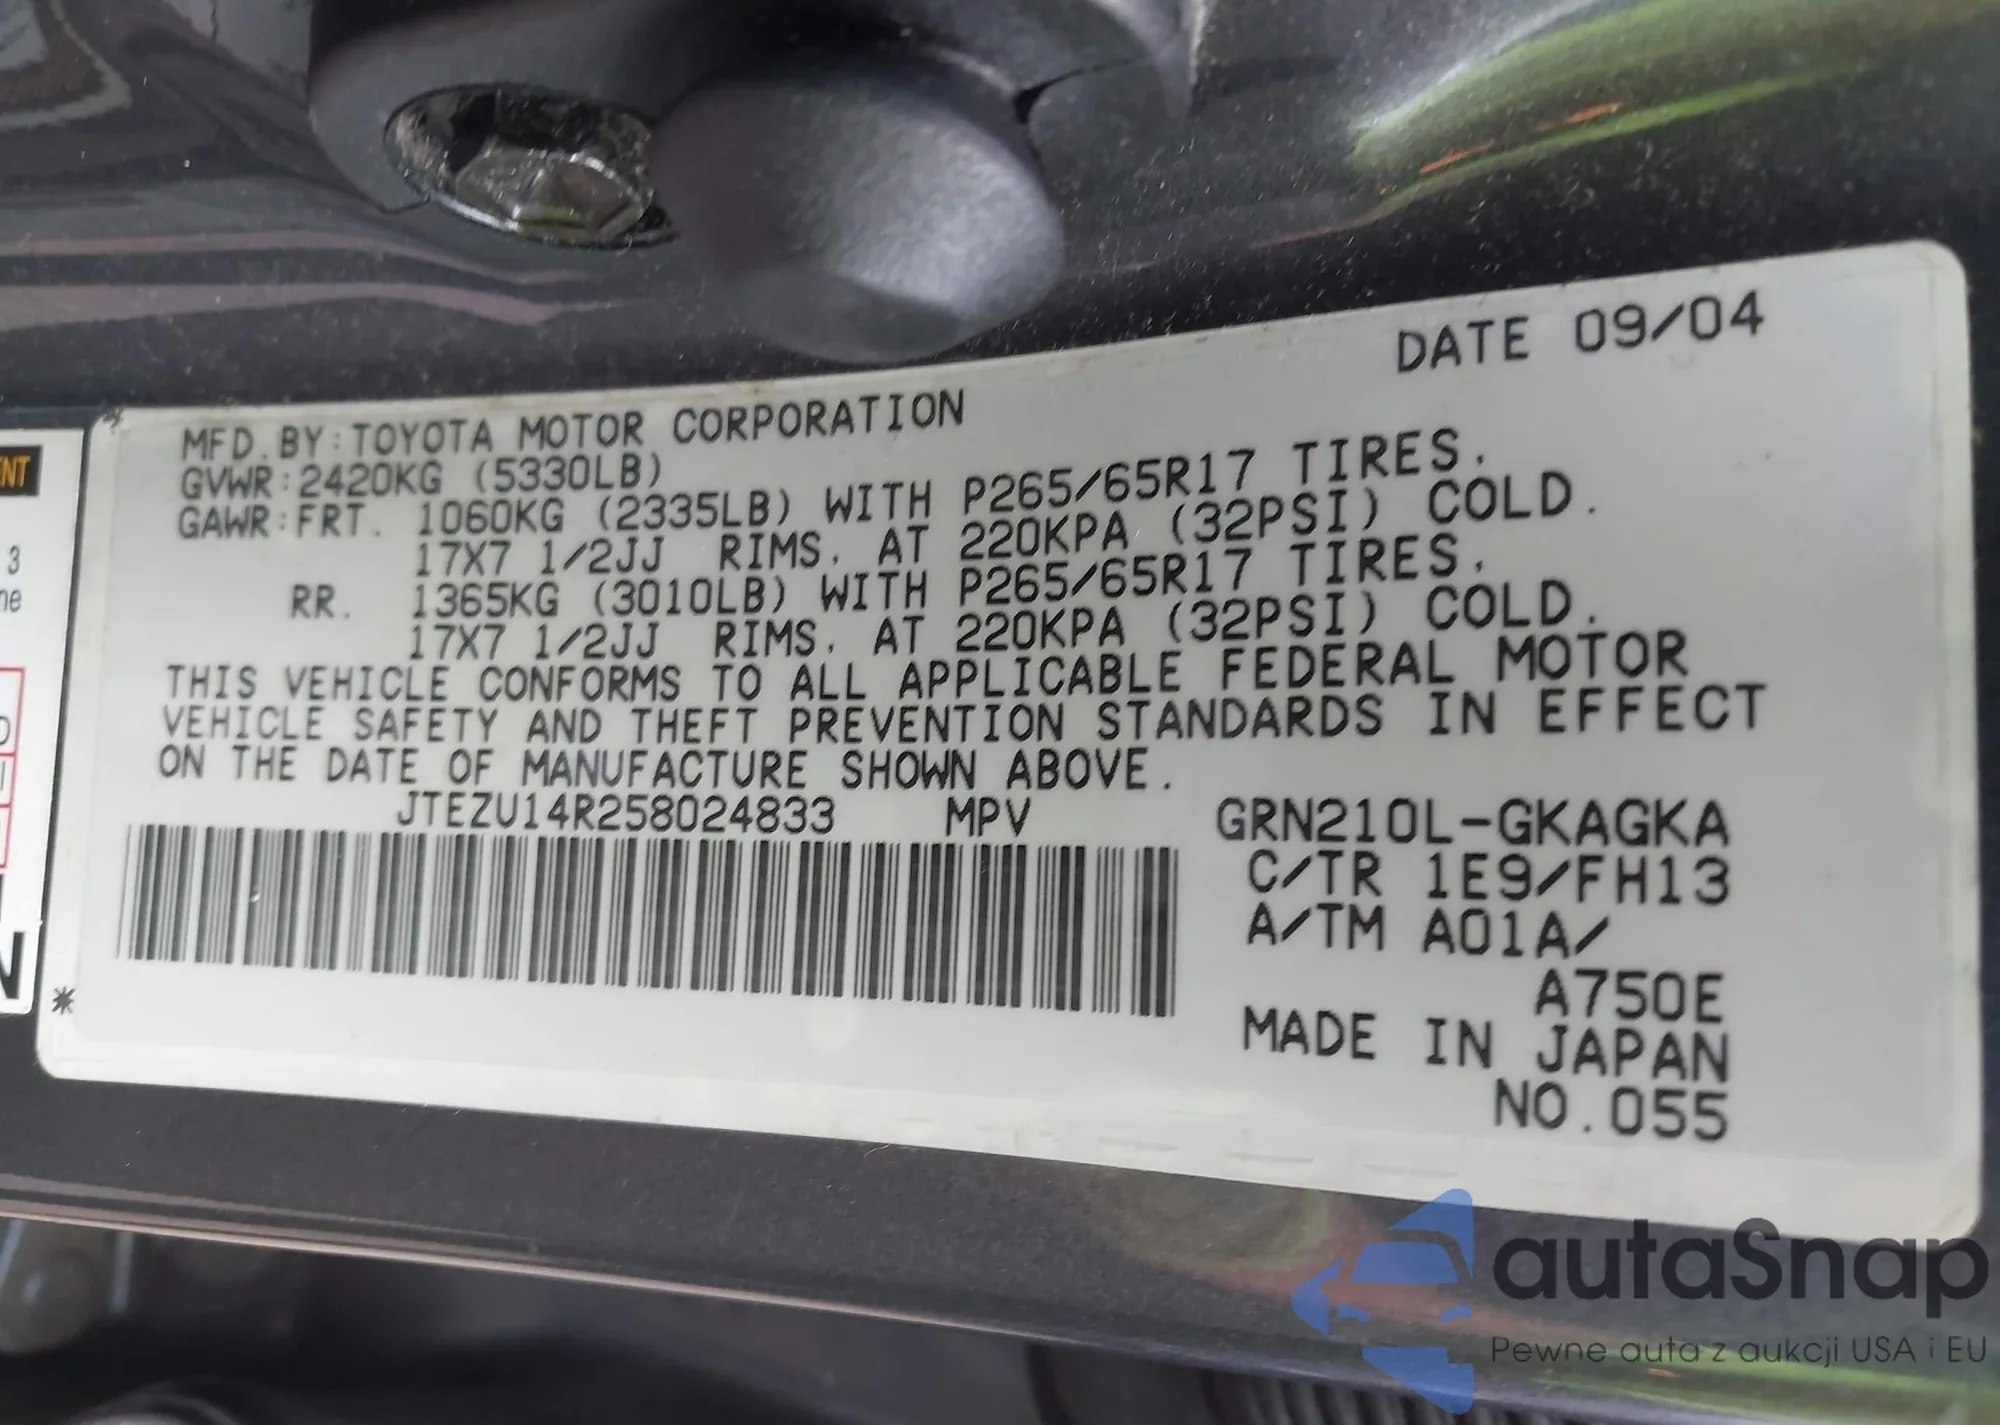 DATE 09/04
MFD.BY:TOYOTA MOTOR CORPORATION
GVWR:2420KG (5330LB)
GAWR:FRT. 1060KG (2335LB) WITH P265/65R17 TIRES.
17X7 1/2JJ RIMS. AT 220KPA (32PSI) COLD.
RR. 1365KG (3010LB) WITH P265/65R17 TIRES.
17X7 1/2JJ RIMS. AT 220KPA (32PSI) COLD.
THIS VEHICLE CONFORMS TO ALL APPLICABLE FEDERAL MOTOR
VEHICLE SAFETY AND THEFT PREVENTION STANDARDS IN EFFECT
ON THE DATE OF MANUFACTURE SHOWN ABOVE.
JTEZU14R258024833 MPV GRN210L-GKAGKA
C/TR 1E9/FH13
A/TM A01A/
A750E
MADE IN JAPAN
NO.055
3
autaSnap
Pewne auta z aukcji USA i EU